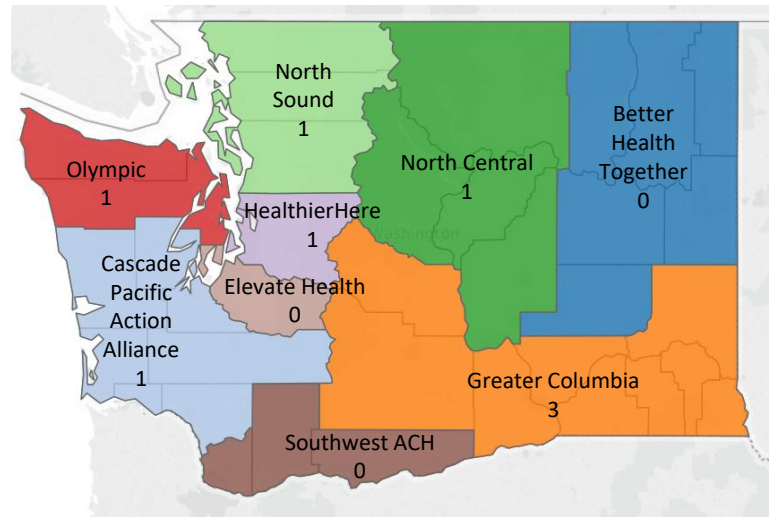 North
Sound
1
Olympic
1
North Central
1
Better
Health
Together
0
HealthierHere
1
Washington
Cascade
Pacific
Action
Alliance
1
Elevate Health
0
Greater Columbia
3
Southwest ACH
0